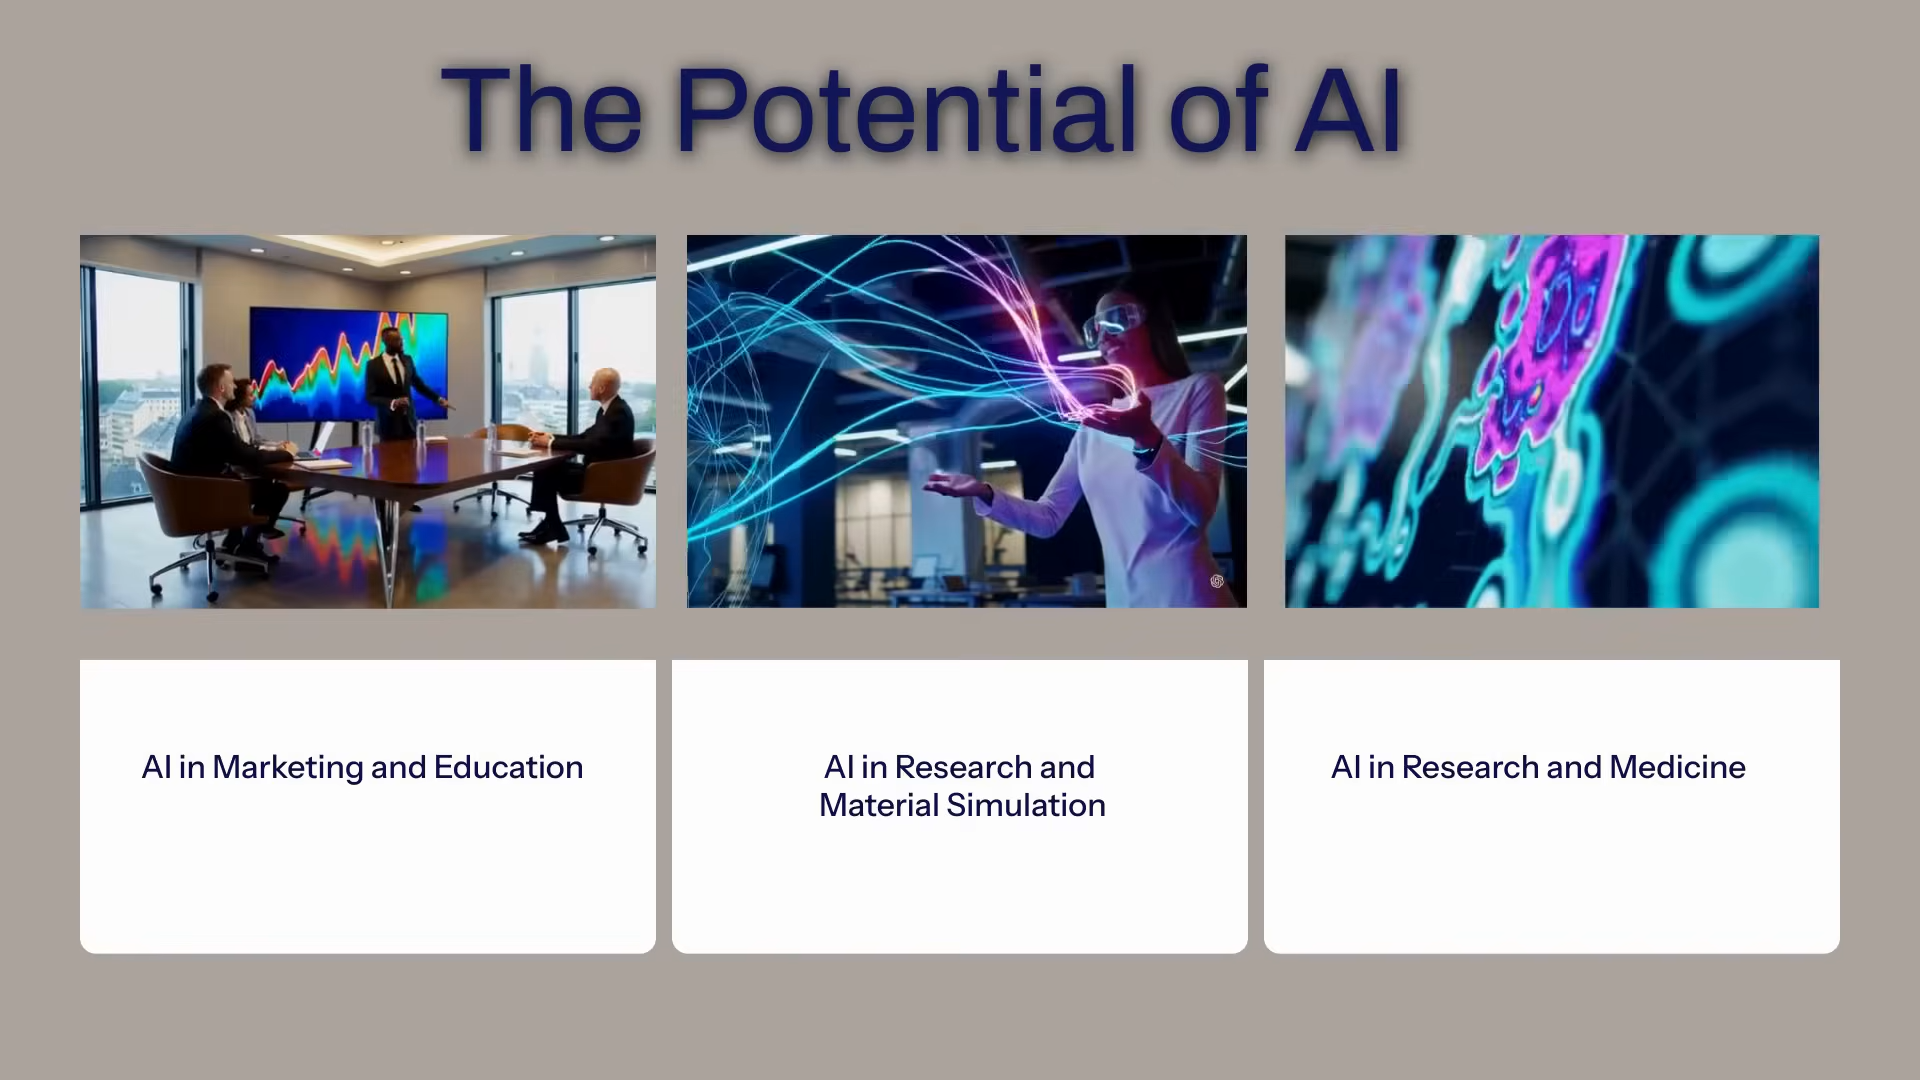 The Potential of AI
AI in Marketing and Education
AI in Research and
Material Simulation
AI in Research and Medicine